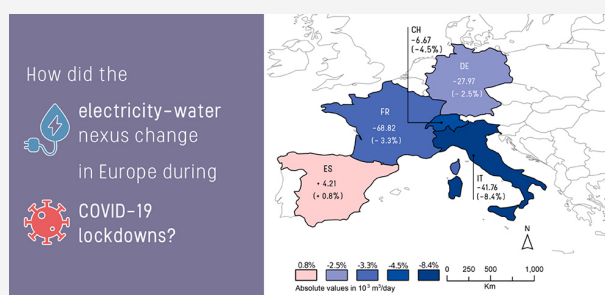 How did the
electricity-water
nexus change
in Europe during
COVID-19
lockdowns?
CH
-6.67
(-4.5%)
DE
-27.97
(- 2.5%)
FR
-68.82
(- 3.3%)
ES
+ 4.21
(+ 0.8%)
IT
-41.76
(-8.4%)
N
0.8% -2.5% -3.3% -4.5% -8.4%
Absolute values in 10³ m³/day
0 250 500 1,000
Km